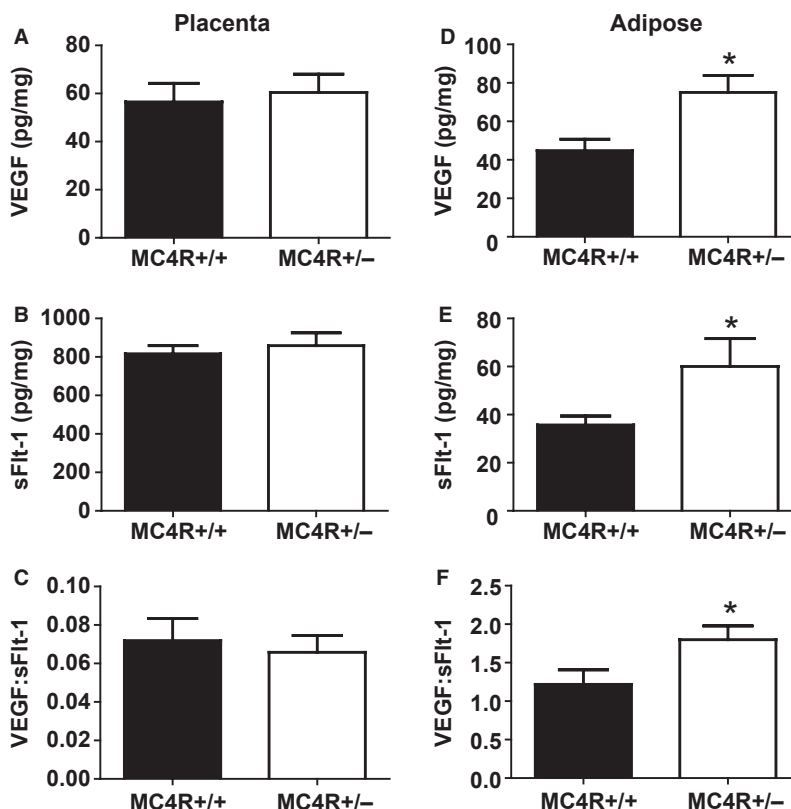 Placenta
A
VEGF (pg/mg)
80
60
40
20
0
MC4R+/+ MC4R+/–
B
sFlt-1 (pg/mg)
1000
800
600
400
200
0
MC4R+/+ MC4R+/–
C
VEGF:sFlt-1
0.10
0.08
0.06
0.04
0.02
0.00
MC4R+/+ MC4R+/–
Adipose
D
VEGF (pg/mg)
100
80
60
40
20
0
*
MC4R+/+ MC4R+/–
E
sFlt-1 (pg/mg)
80
60
40
20
0
*
MC4R+/+ MC4R+/–
F
VEGF:sFlt-1
2.5
2.0
1.5
1.0
0.5
0.0
*
MC4R+/+ MC4R+/–